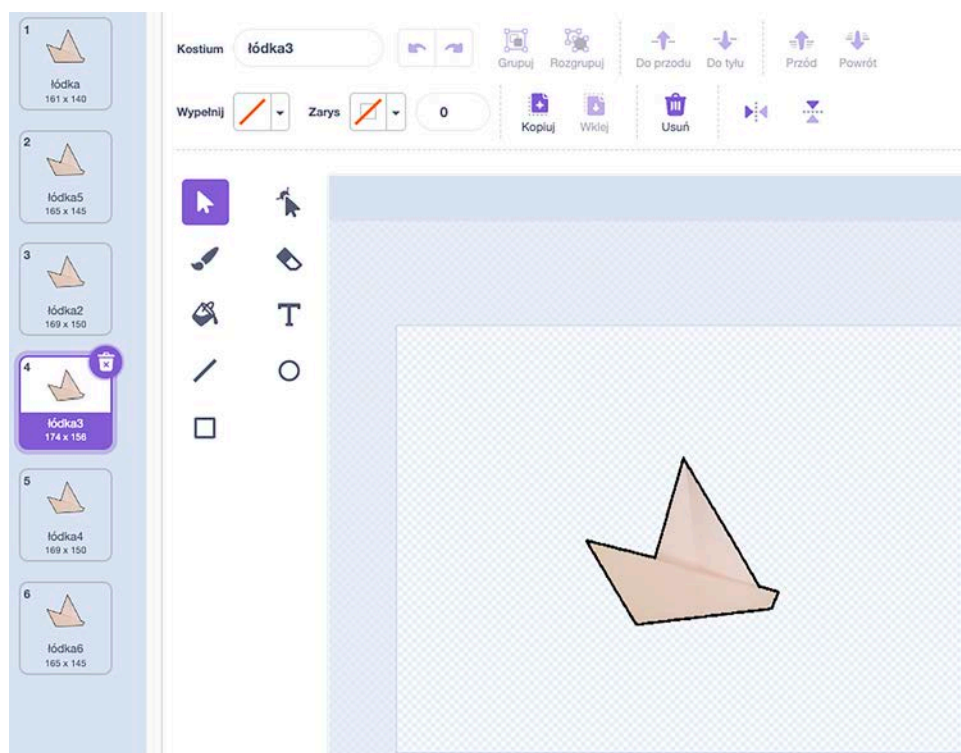 1
łódka
161 x 140
2
łódka5
165 x 145
3
łódka2
169 x 150
4
łódka3
174 x 156
5
łódka4
169 x 150
6
łódka6
165 x 145
Kostium
łódka3
Grupuj
Rozgrupuj
Do przodu
Do tyłu
Przód
Powrót
Wypełnij
Zarys
0
Kopiuj
Wklej
Usuń
T